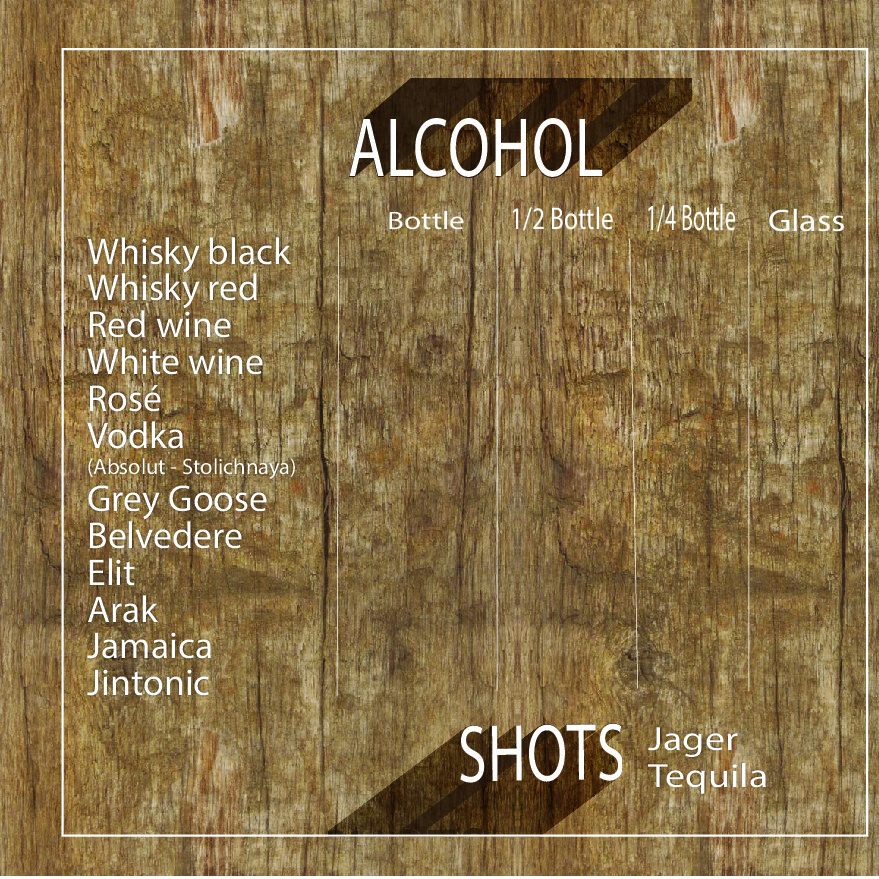 ALCOHOL
Bottle 1/2 Bottle 1/4 Bottle Glass
Whisky black
Whisky red
Red wine
White wine
Rosé
Vodka
(Absolut - Stolichnaya)
Grey Goose
Belvedere
Elit
Arak
Jamaica
Jintonic
SHOTS
Jager
Tequila